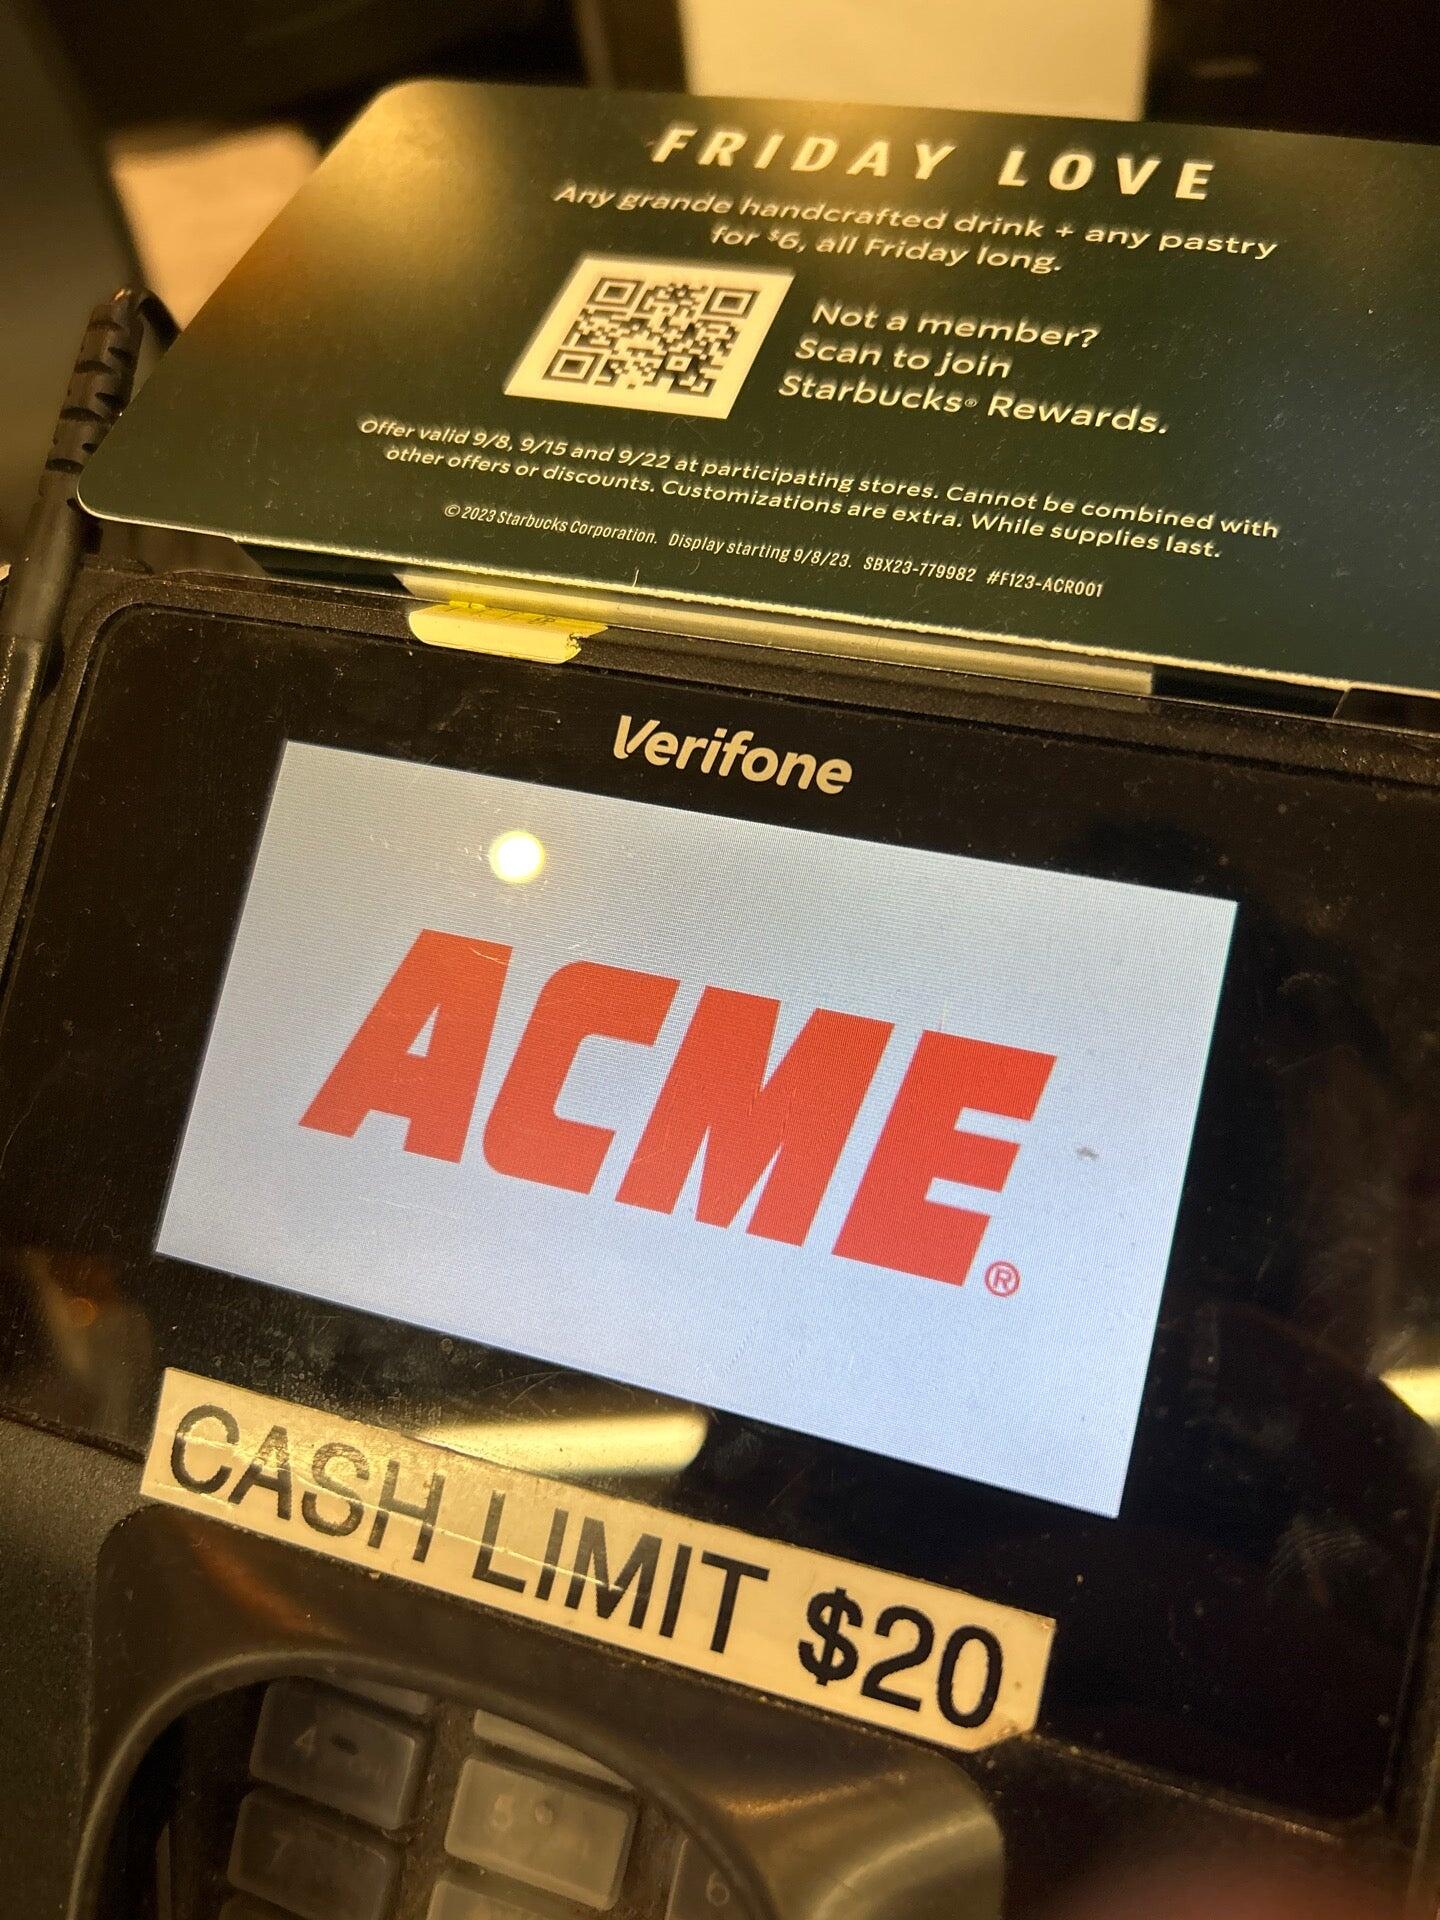 FRIDAY LOVE
Any grande handcrafted drink + any pastry
for $6, all Friday long.
Not a member?
Scan to join
Starbucks® Rewards.
Offer valid 9/8, 9/15 and 9/22 at participating stores. Cannot be combined with
other offers or discounts. Customizations are extra. While supplies last.
© 2023 Starbucks Corporation. Display starting 9/8/23. SBX23-779982 #F123-ACR001
Verifone
ACME®
CASH LIMIT $20
4
5
6